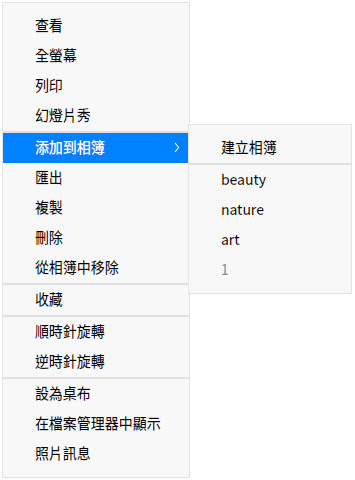 查看
全螢幕
列印
幻燈片秀
添加到相簿
匯出
複製
刪除
從相簿中移除
收藏
順時針旋轉
逆時針旋轉
設為桌布
在檔案管理器中顯示
照片訊息
建立相簿
beauty
nature
art
1